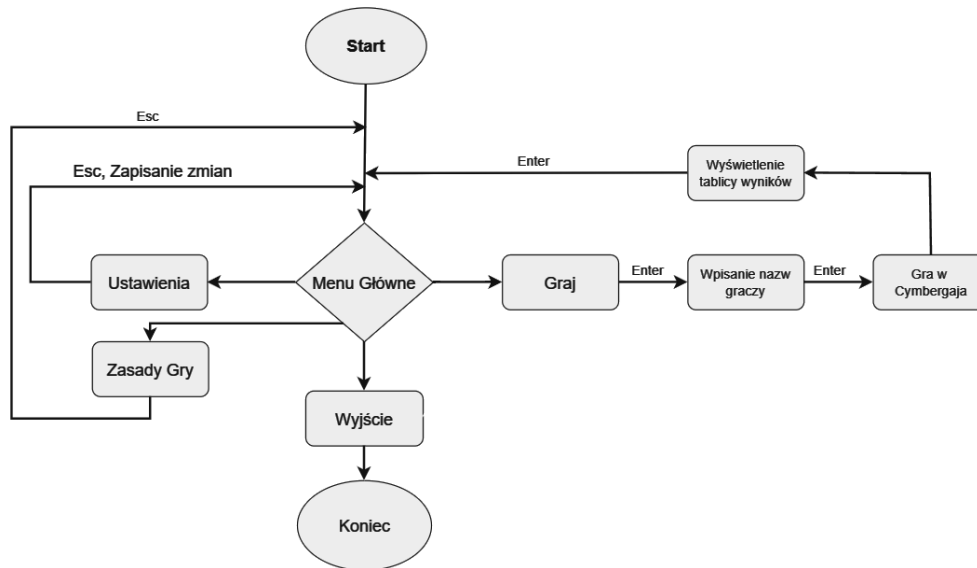 Start
Esc
Esc, Zapisanie zmian
Enter
Wyświetlenie
tablicy wyników
Ustawienia
Menu Główne
Graj
Enter
Wpisanie nazw
graczy
Enter
Gra w
Cymbergaja
Zasady Gry
Wyjście
Koniec